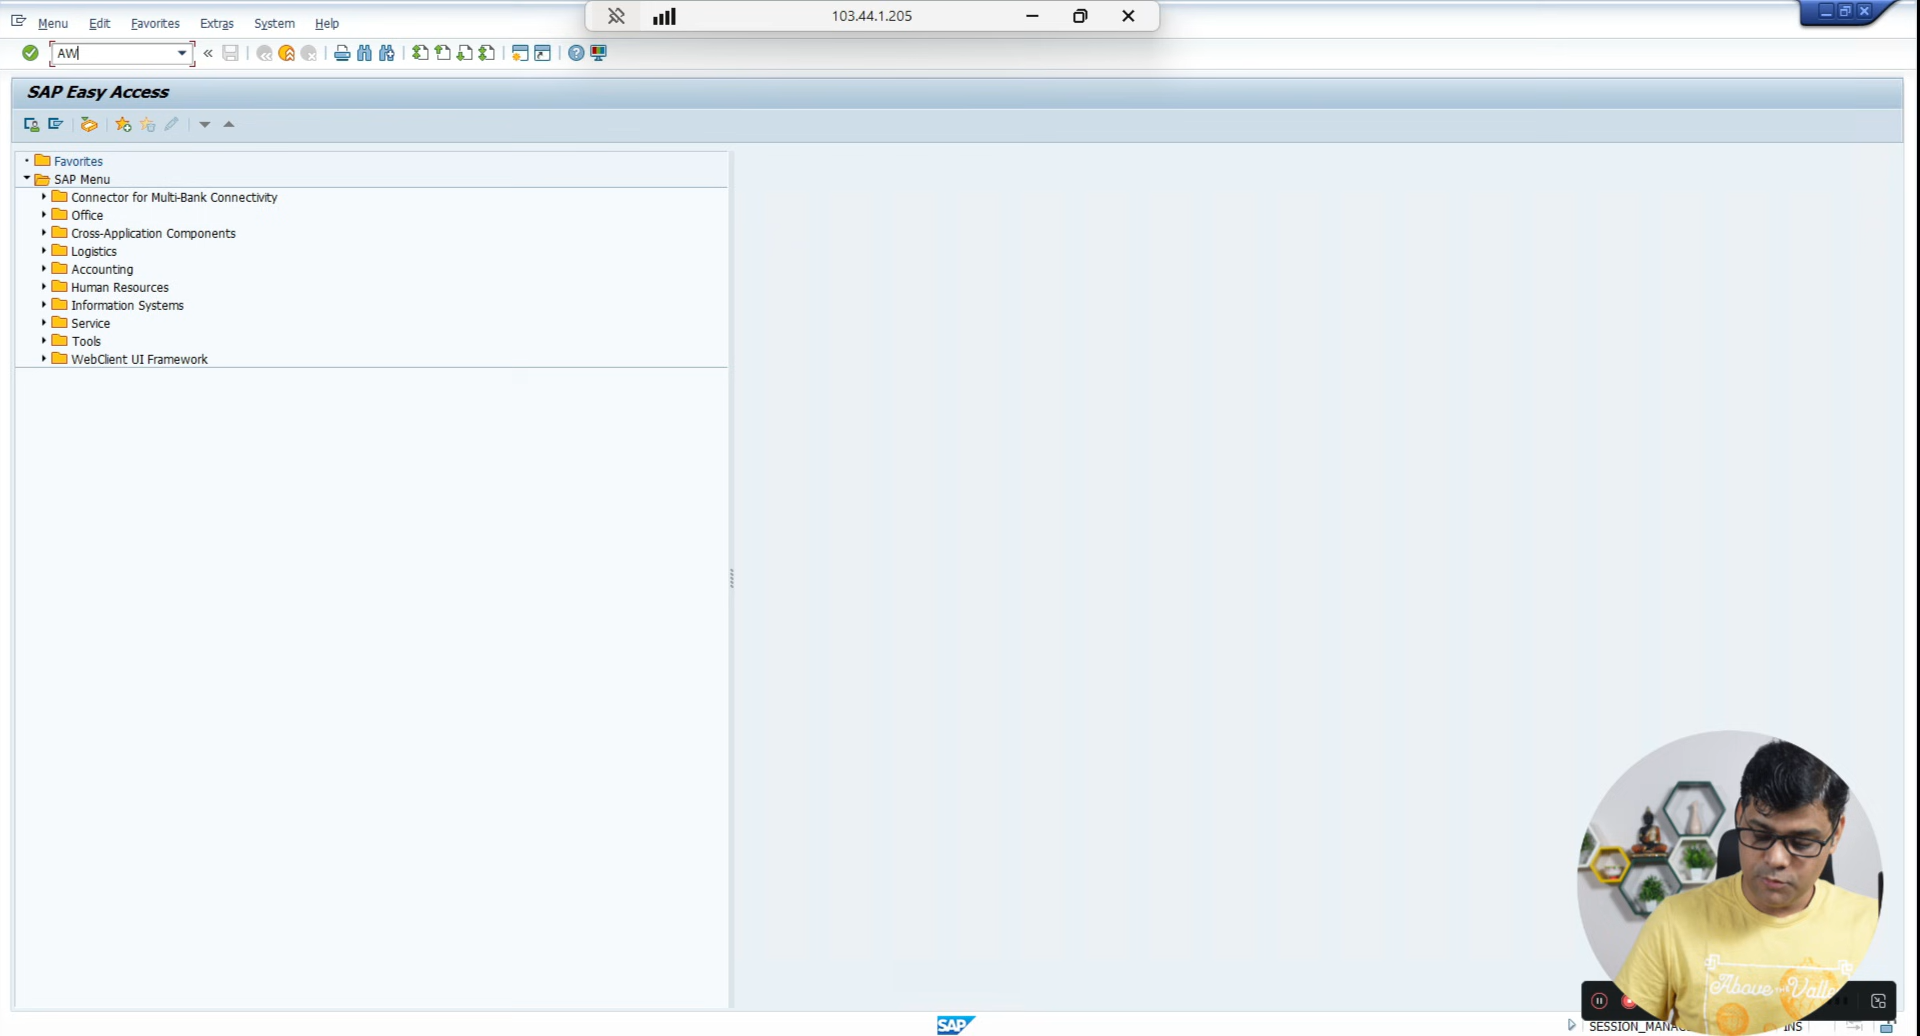 Menu Edit Favorites Extras System Help
103.44.1.205
AW
SAP Easy Access
Favorites
SAP Menu
Connector for Multi-Bank Connectivity
Office
Cross-Application Components
Logistics
Accounting
Human Resources
Information Systems
Service
Tools
WebClient UI Framework
Above
SAP
INS